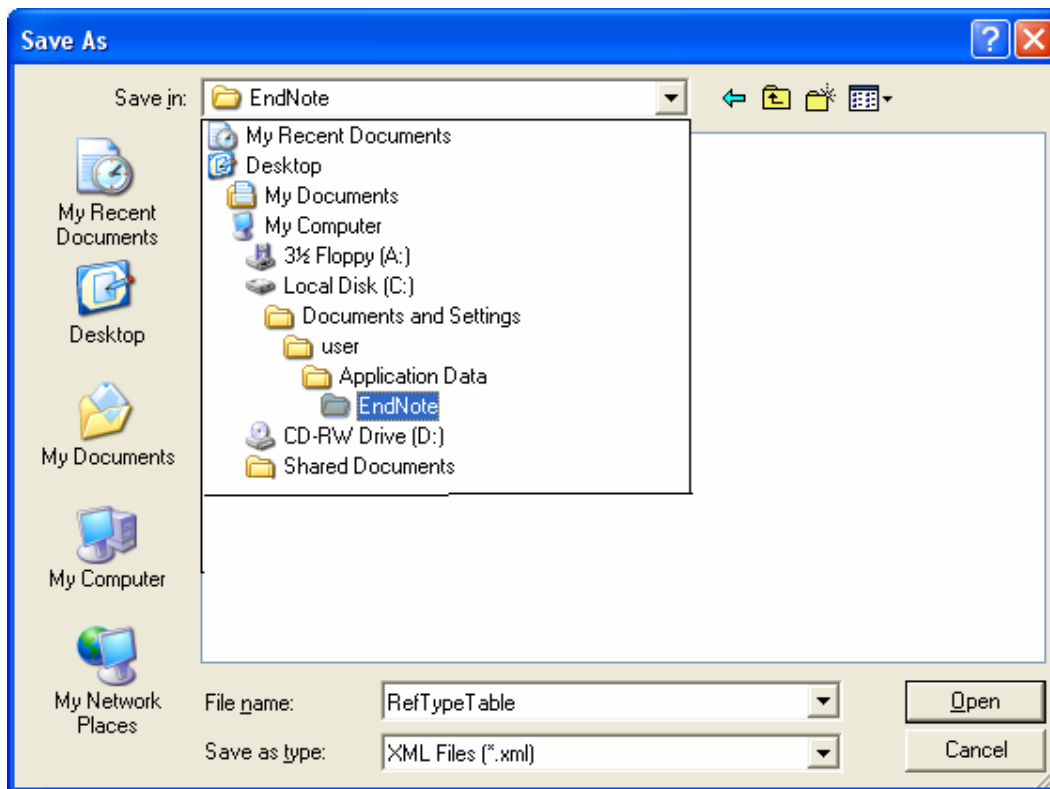 Save As
Save in:
EndNote
My Recent Documents
Desktop
My Documents
My Computer
3½ Floppy (A:)
Local Disk (C:)
Documents and Settings
user
Application Data
EndNote
CD-RW Drive (D:)
Shared Documents
My Recent
Documents
Desktop
My Documents
My Computer
My Network
Places
File name:
RefTypeTable
Open
Save as type:
XML Files (*.xml)
Cancel